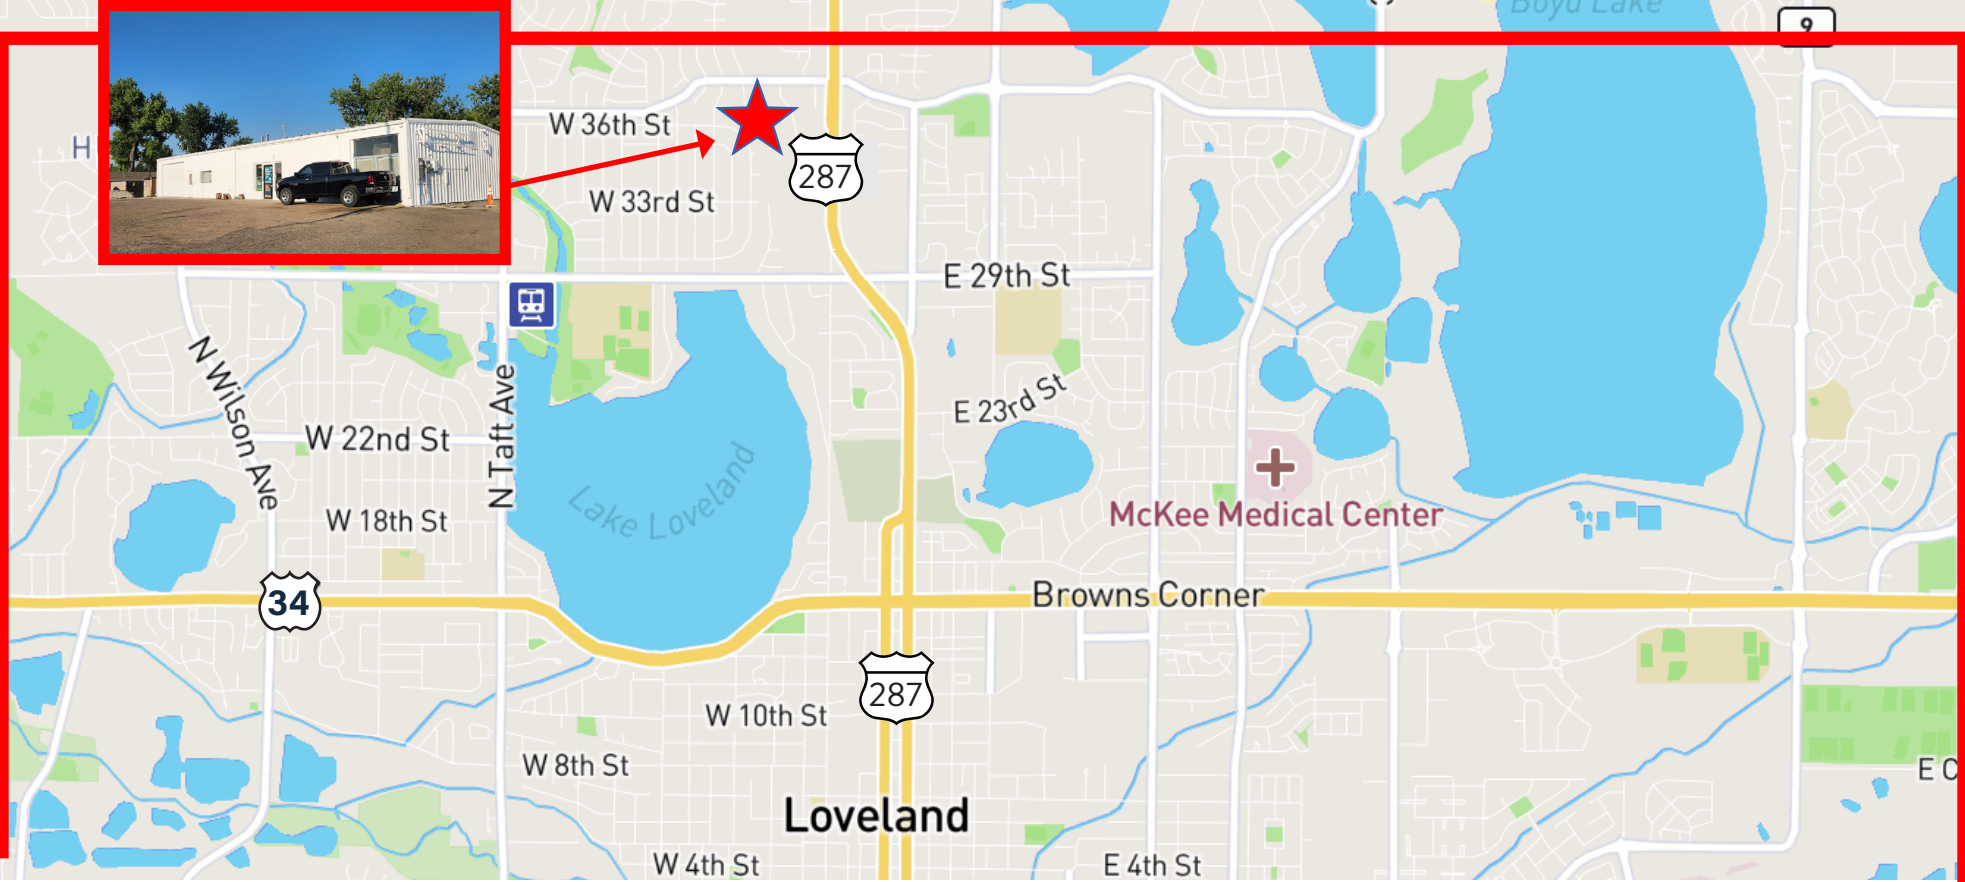 Boyd Lake
9
W 36th St
H
287
W 33rd St
E 29th St
N Wilson Ave
N Taft Ave
E 23rd St
W 22nd St
Lake Loveland
W 18th St
McKee Medical Center
34
Browns Corner
287
W 10th St
W 8th St
E C
Loveland
W 4th St
E 4th St